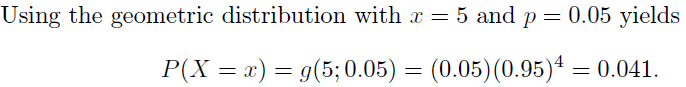 Using the geometric distribution with x = 5 and p = 0.05 yields
P(X = x) = g(5; 0.05) = (0.05)(0.95)⁴ = 0.041.